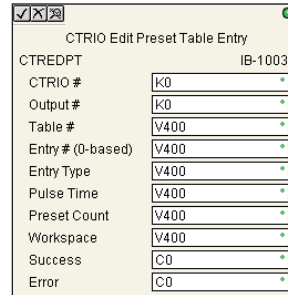 CTRIO Edit Preset Table Entry
CTREDPT IB-1003
CTRIO # K0
Output # K0
Table # V400
Entry # (0-based) V400
Entry Type V400
Pulse Time V400
Preset Count V400
Workspace V400
Success C0
Error C0